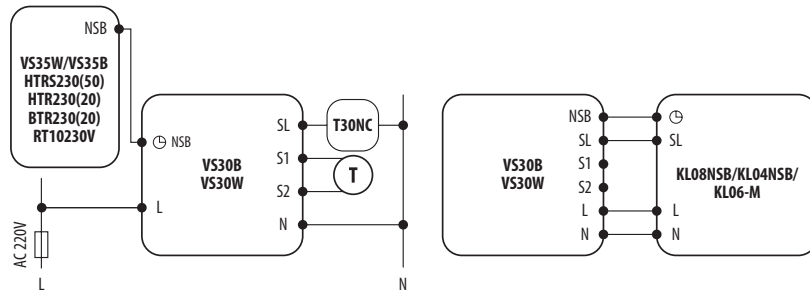 NSB
VS35W/VS35B
HTRS230(50)
HTR230(20)
BTR230(20)
RT10230V
AC 220V
L
NSB
L
VS30B
VS30W
SL
S1
S2
N
T30NC
T
N
VS30B
VS30W
NSB
SL
S1
S2
L
N
SL
L
N
KL08NSB/KL04NSB/
KL06-M